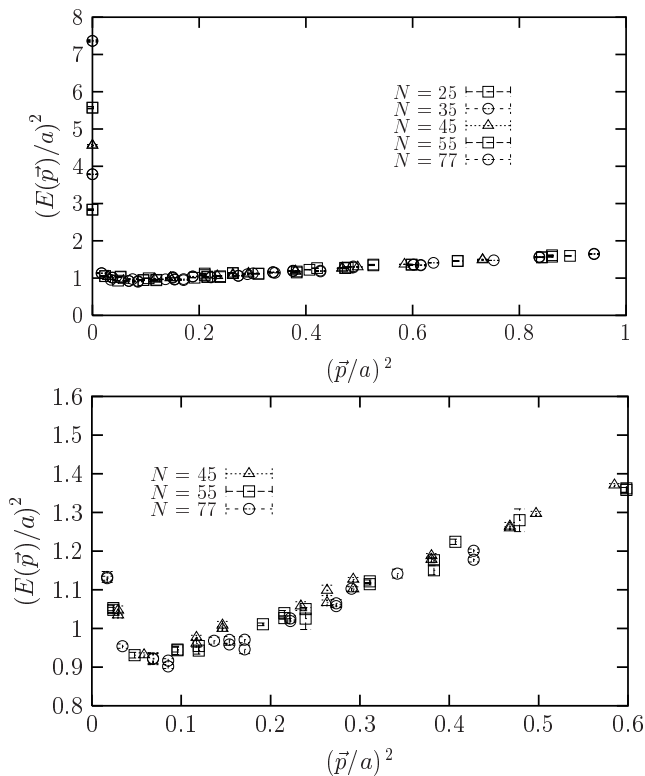 8
7
6
5
4
3
2
1
0
(E(p⃗)/a)²
N = 25
N = 35
N = 45
N = 55
N = 77
0 0.2 0.4 0.6 0.8 1
(p⃗/a)²
1.6
1.5
1.4
1.3
1.2
1.1
1
0.9
0.8
(E(p⃗)/a)²
N = 45
N = 55
N = 77
0 0.1 0.2 0.3 0.4 0.5 0.6
(p⃗/a)²